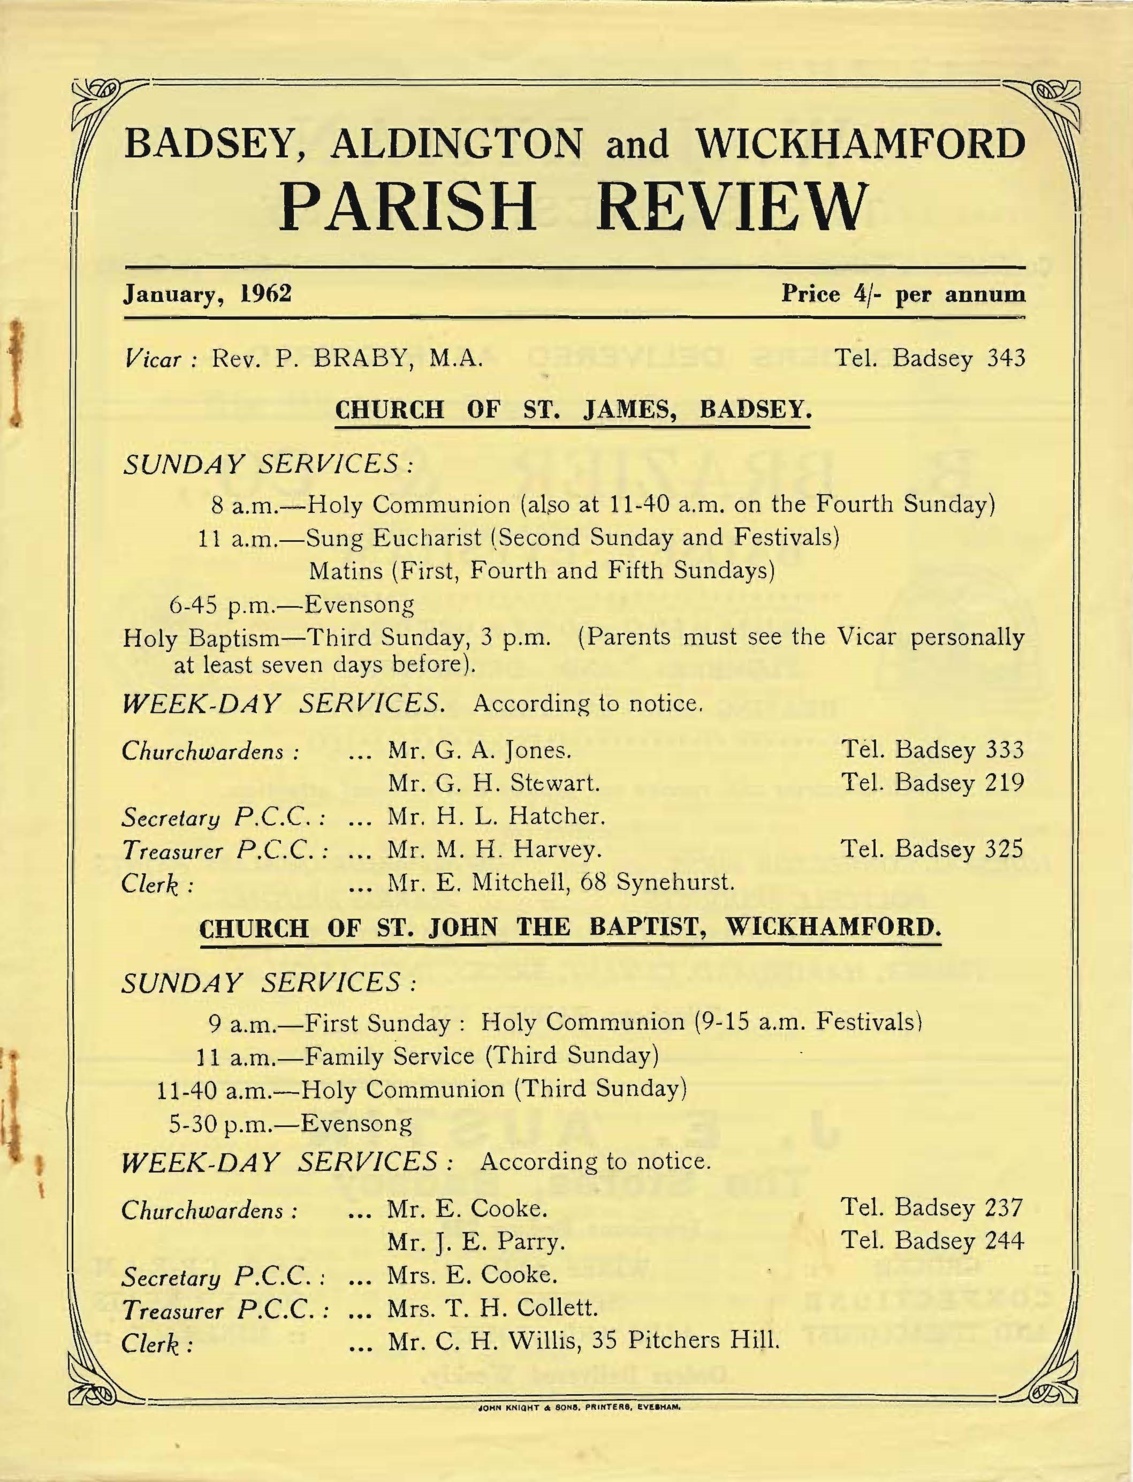 BADSEY, ALDINGTON and WICKHAMFORD
PARISH REVIEW
January, 1962 Price 4/- per annum
Vicar : Rev. P. BRABY, M.A. Tel. Badsey 343
CHURCH OF ST. JAMES, BADSEY.
SUNDAY SERVICES :
8 a.m.—Holy Communion (also at 11-40 a.m. on the Fourth Sunday)
11 a.m.—Sung Eucharist (Second Sunday and Festivals)
Matins (First, Fourth and Fifth Sundays)
6-45 p.m.—Evensong
Holy Baptism—Third Sunday, 3 p.m. (Parents must see the Vicar personally
at least seven days before).
WEEK-DAY SERVICES. According to notice.
Churchwardens : ... Mr. G. A. Jones. Tel. Badsey 333
Mr. G. H. Stewart. Tel. Badsey 219
Secretary P.C.C. : ... Mr. H. L. Hatcher.
Treasurer P.C.C. : ... Mr. M. H. Harvey. Tel. Badsey 325
Clerk : ... Mr. E. Mitchell, 68 Synehurst.
CHURCH OF ST. JOHN THE BAPTIST, WICKHAMFORD.
SUNDAY SERVICES :
9 a.m.—First Sunday : Holy Communion (9-15 a.m. Festivals)
11 a.m.—Family Service (Third Sunday)
11-40 a.m.—Holy Communion (Third Sunday)
5-30 p.m.—Evensong
WEEK-DAY SERVICES : According to notice.
Churchwardens : ... Mr. E. Cooke. Tel. Badsey 237
Mr. J. E. Parry. Tel. Badsey 244
Secretary P.C.C. : ... Mrs. E. Cooke.
Treasurer P.C.C. : ... Mrs. T. H. Collett.
Clerk : ... Mr. C. H. Willis, 35 Pitchers Hill.
JOHN KNIGHT & SONS, PRINTERS, EVESHAM.